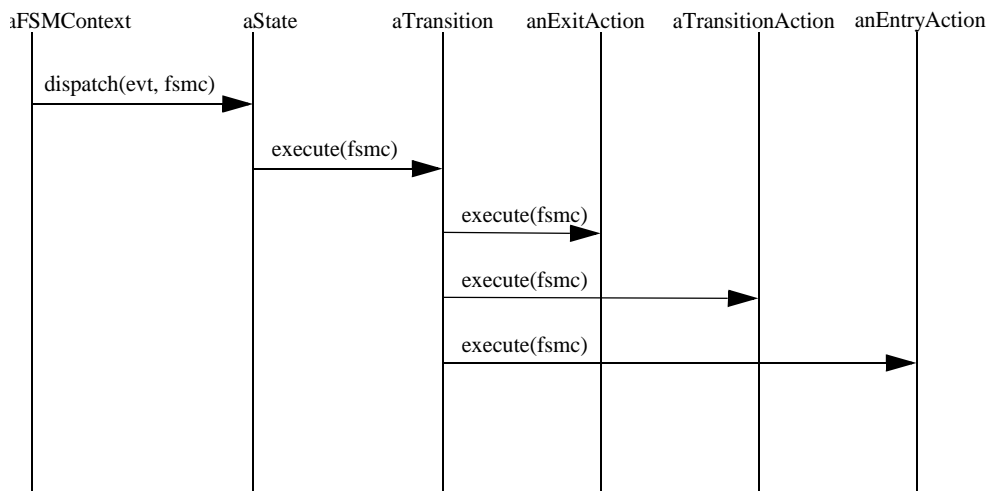 aFSMContext aState aTransition anExitAction aTransitionAction anEntryAction
dispatch(evt, fsmc)
execute(fsmc)
execute(fsmc)
execute(fsmc)
execute(fsmc)